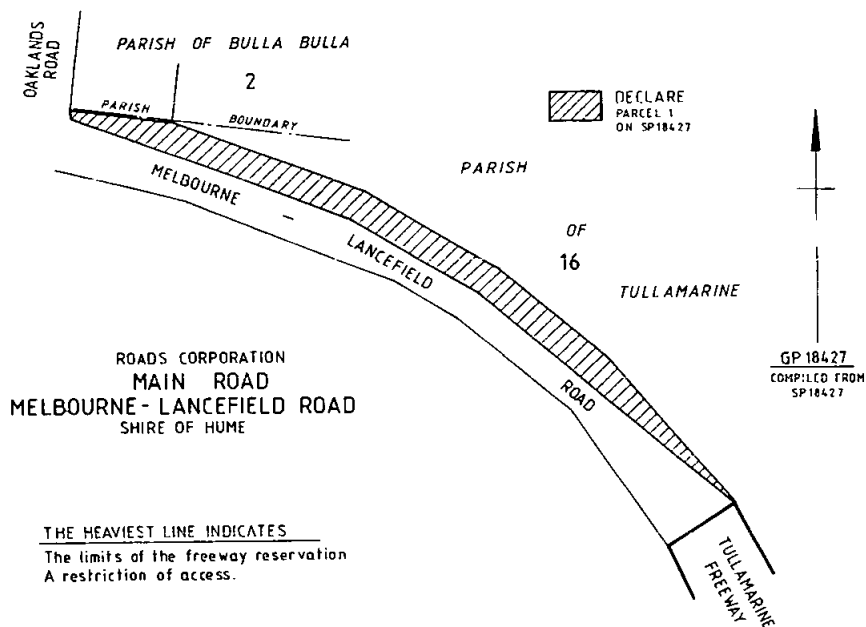 OAKLANDS
ROAD
PARISH OF BULLA BULLA
2
PARISH
BOUNDARY
DECLARE
PARCEL 1
ON SP18427
MELBOURNE - LANCEFIELD ROAD
PARISH
OF
16
TULLAMARINE
GP 18427
COMPILED FROM
SP18427
ROADS CORPORATION
MAIN ROAD
MELBOURNE - LANCEFIELD ROAD
SHIRE OF HUME
THE HEAVIEST LINE INDICATES
The limits of the freeway reservation
A restriction of access.
TULLAMARINE
FREEWAY